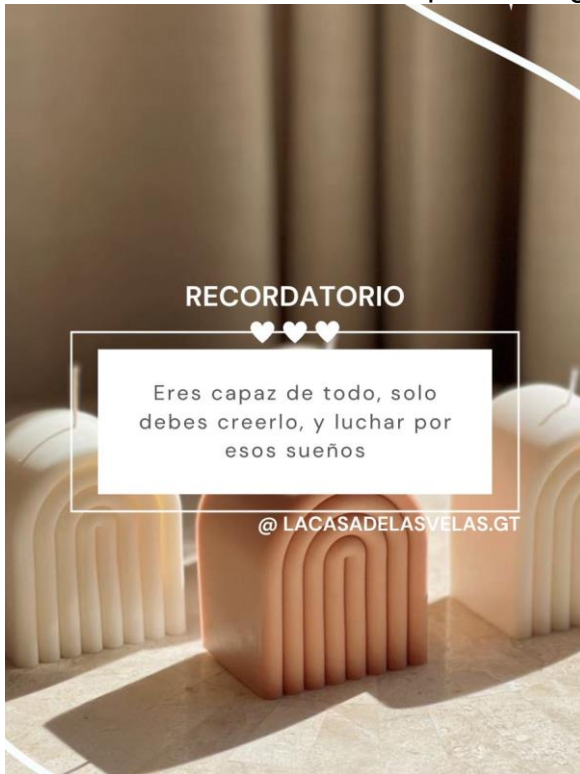 RECORDATORIO
Eres capaz de todo, solo
debes creerlo, y luchar por
esos sueños
@ LACASADELASVELAS.GT